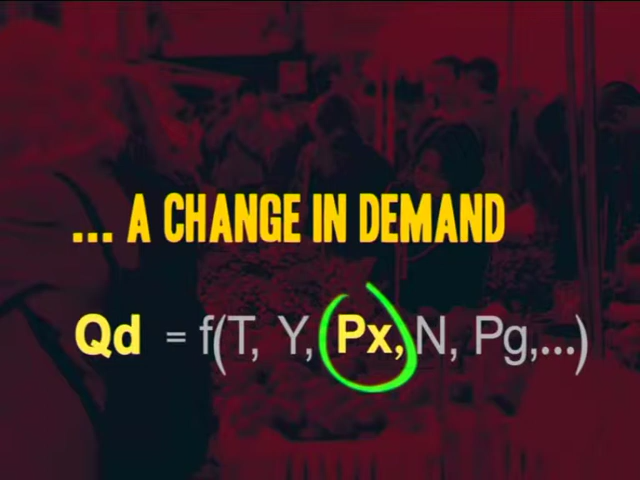 ... A CHANGE IN DEMAND
Qd = f(T, Y, Px, N, Pg,...)